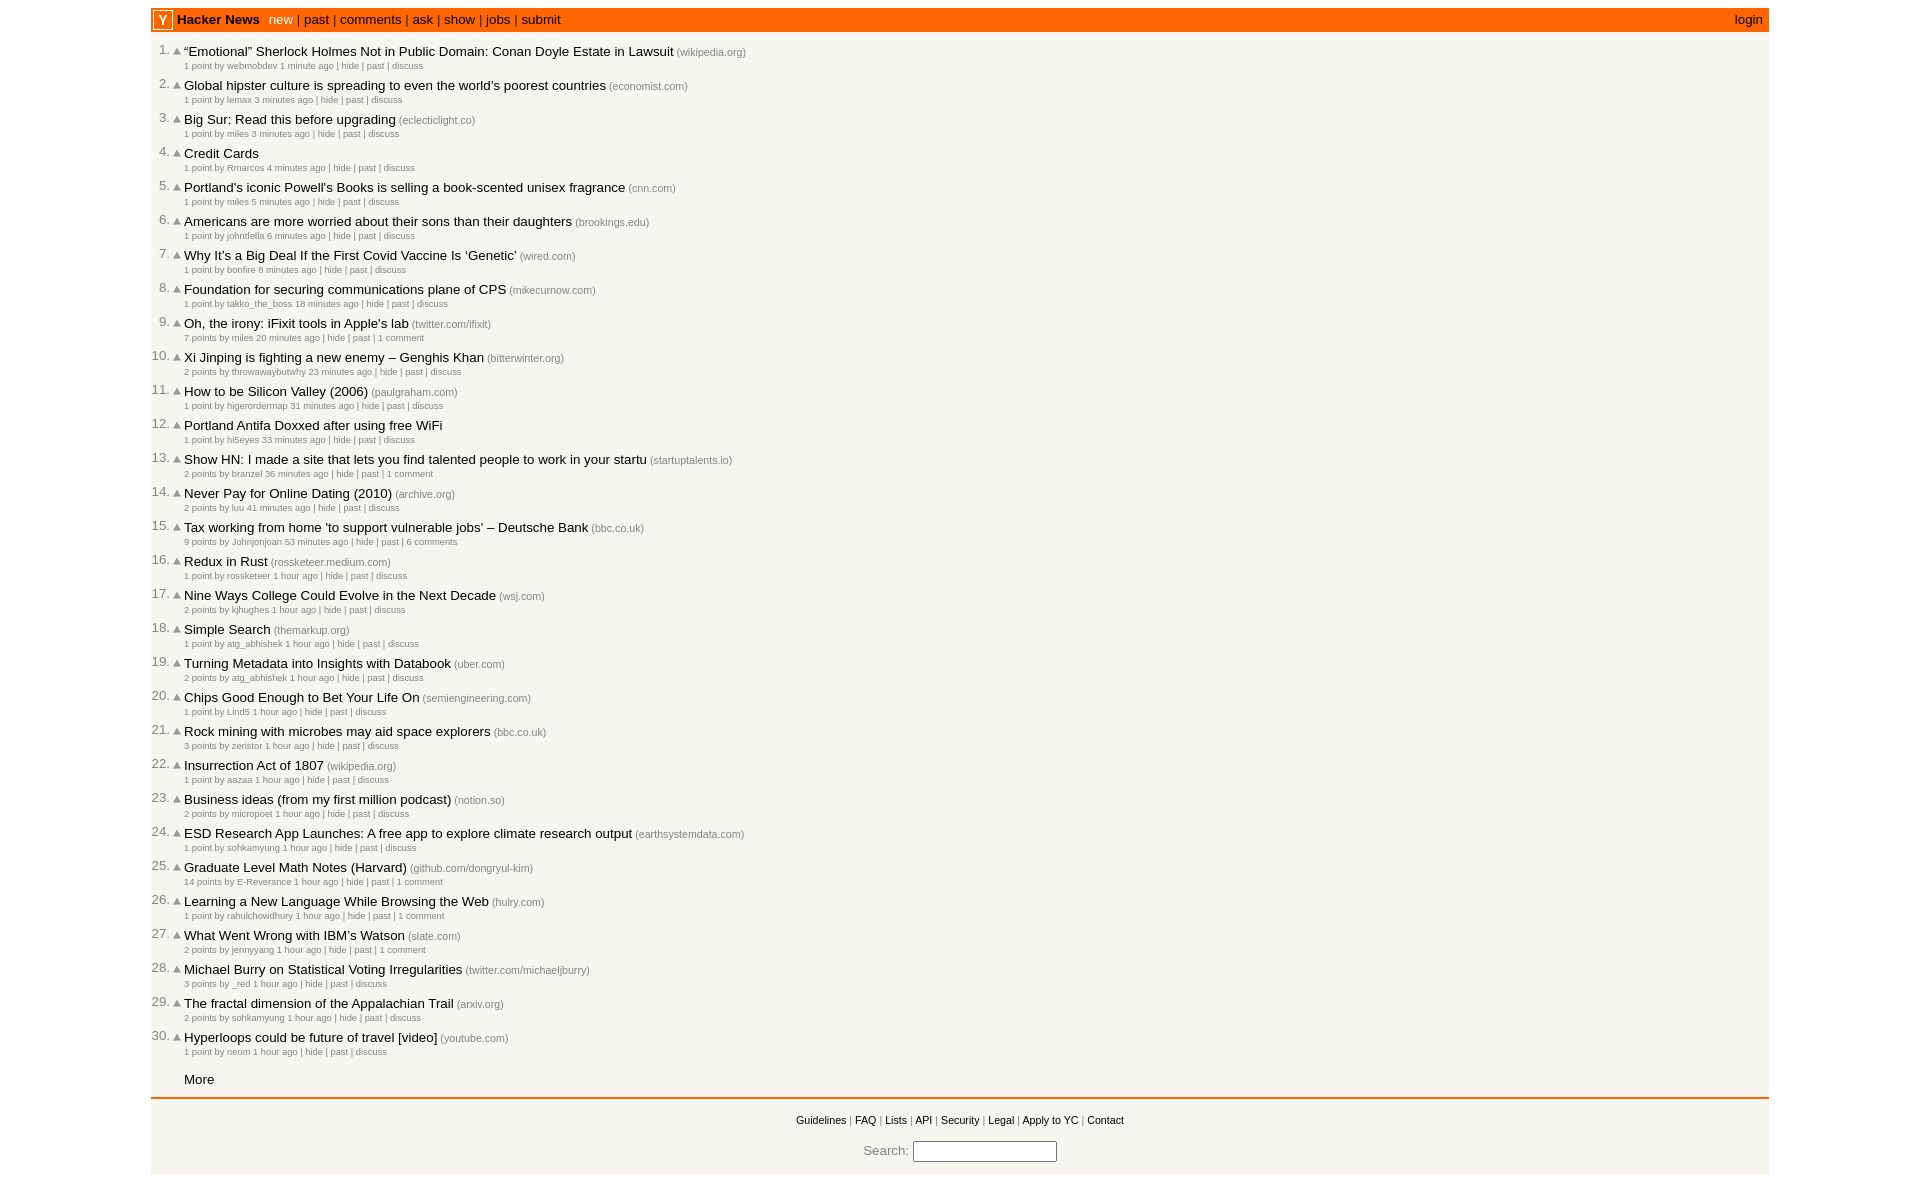 Y Hacker News new | past | comments | ask | show | jobs | submit login
1. “Emotional” Sherlock Holmes Not in Public Domain: Conan Doyle Estate in Lawsuit (wikipedia.org)
1 point by webmobdev 1 minute ago | hide | past | discuss
2. Global hipster culture is spreading to even the world’s poorest countries (economist.com)
1 point by lemax 3 minutes ago | hide | past | discuss
3. Big Sur: Read this before upgrading (eclecticlight.co)
1 point by miles 3 minutes ago | hide | past | discuss
4. Credit Cards
1 point by Rmarcos 4 minutes ago | hide | past | discuss
5. Portland's iconic Powell's Books is selling a book-scented unisex fragrance (cnn.com)
1 point by miles 5 minutes ago | hide | past | discuss
6. Americans are more worried about their sons than their daughters (brookings.edu)
1 point by johntfella 6 minutes ago | hide | past | discuss
7. Why It’s a Big Deal If the First Covid Vaccine Is ‘Genetic’ (wired.com)
1 point by bonfire 8 minutes ago | hide | past | discuss
8. Foundation for securing communications plane of CPS (mikecurnow.com)
1 point by takko_the_boss 18 minutes ago | hide | past | discuss
9. Oh, the irony: iFixit tools in Apple's lab (twitter.com/ifixit)
7 points by miles 20 minutes ago | hide | past | 1 comment
10. Xi Jinping is fighting a new enemy – Genghis Khan (bitterwinter.org)
2 points by throwawaybutwhy 23 minutes ago | hide | past | discuss
11. How to be Silicon Valley (2006) (paulgraham.com)
1 point by higerordermap 31 minutes ago | hide | past | discuss
12. Portland Antifa Doxxed after using free WiFi
1 point by hi5eyes 33 minutes ago | hide | past | discuss
13. Show HN: I made a site that lets you find talented people to work in your startu (startuptalents.io)
2 points by branzel 36 minutes ago | hide | past | 1 comment
14. Never Pay for Online Dating (2010) (archive.org)
2 points by luu 41 minutes ago | hide | past | discuss
15. Tax working from home 'to support vulnerable jobs' – Deutsche Bank (bbc.co.uk)
9 points by Johnjonjoan 53 minutes ago | hide | past | 6 comments
16. Redux in Rust (rossketeer.medium.com)
1 point by rossketeer 1 hour ago | hide | past | discuss
17. Nine Ways College Could Evolve in the Next Decade (wsj.com)
2 points by kjhughes 1 hour ago | hide | past | discuss
18. Simple Search (themarkup.org)
1 point by atg_abhishek 1 hour ago | hide | past | discuss
19. Turning Metadata into Insights with Databook (uber.com)
2 points by atg_abhishek 1 hour ago | hide | past | discuss
20. Chips Good Enough to Bet Your Life On (semiengineering.com)
1 point by Lind5 1 hour ago | hide | past | discuss
21. Rock mining with microbes may aid space explorers (bbc.co.uk)
3 points by zeristor 1 hour ago | hide | past | discuss
22. Insurrection Act of 1807 (wikipedia.org)
1 point by aazaa 1 hour ago | hide | past | discuss
23. Business ideas (from my first million podcast) (notion.so)
2 points by micropoet 1 hour ago | hide | past | discuss
24. ESD Research App Launches: A free app to explore climate research output (earthsystemdata.com)
1 point by sohkamyung 1 hour ago | hide | past | discuss
25. Graduate Level Math Notes (Harvard) (github.com/dongryul-kim)
14 points by E-Reverance 1 hour ago | hide | past | 1 comment
26. Learning a New Language While Browsing the Web (hulry.com)
1 point by rahulchowdhury 1 hour ago | hide | past | 1 comment
27. What Went Wrong with IBM’s Watson (slate.com)
2 points by jennyyang 1 hour ago | hide | past | 1 comment
28. Michael Burry on Statistical Voting Irregularities (twitter.com/michaeljburry)
3 points by _red 1 hour ago | hide | past | discuss
29. The fractal dimension of the Appalachian Trail (arxiv.org)
2 points by sohkamyung 1 hour ago | hide | past | discuss
30. Hyperloops could be future of travel [video] (youtube.com)
1 point by neom 1 hour ago | hide | past | discuss
More
Guidelines | FAQ | Lists | API | Security | Legal | Apply to YC | Contact
Search: